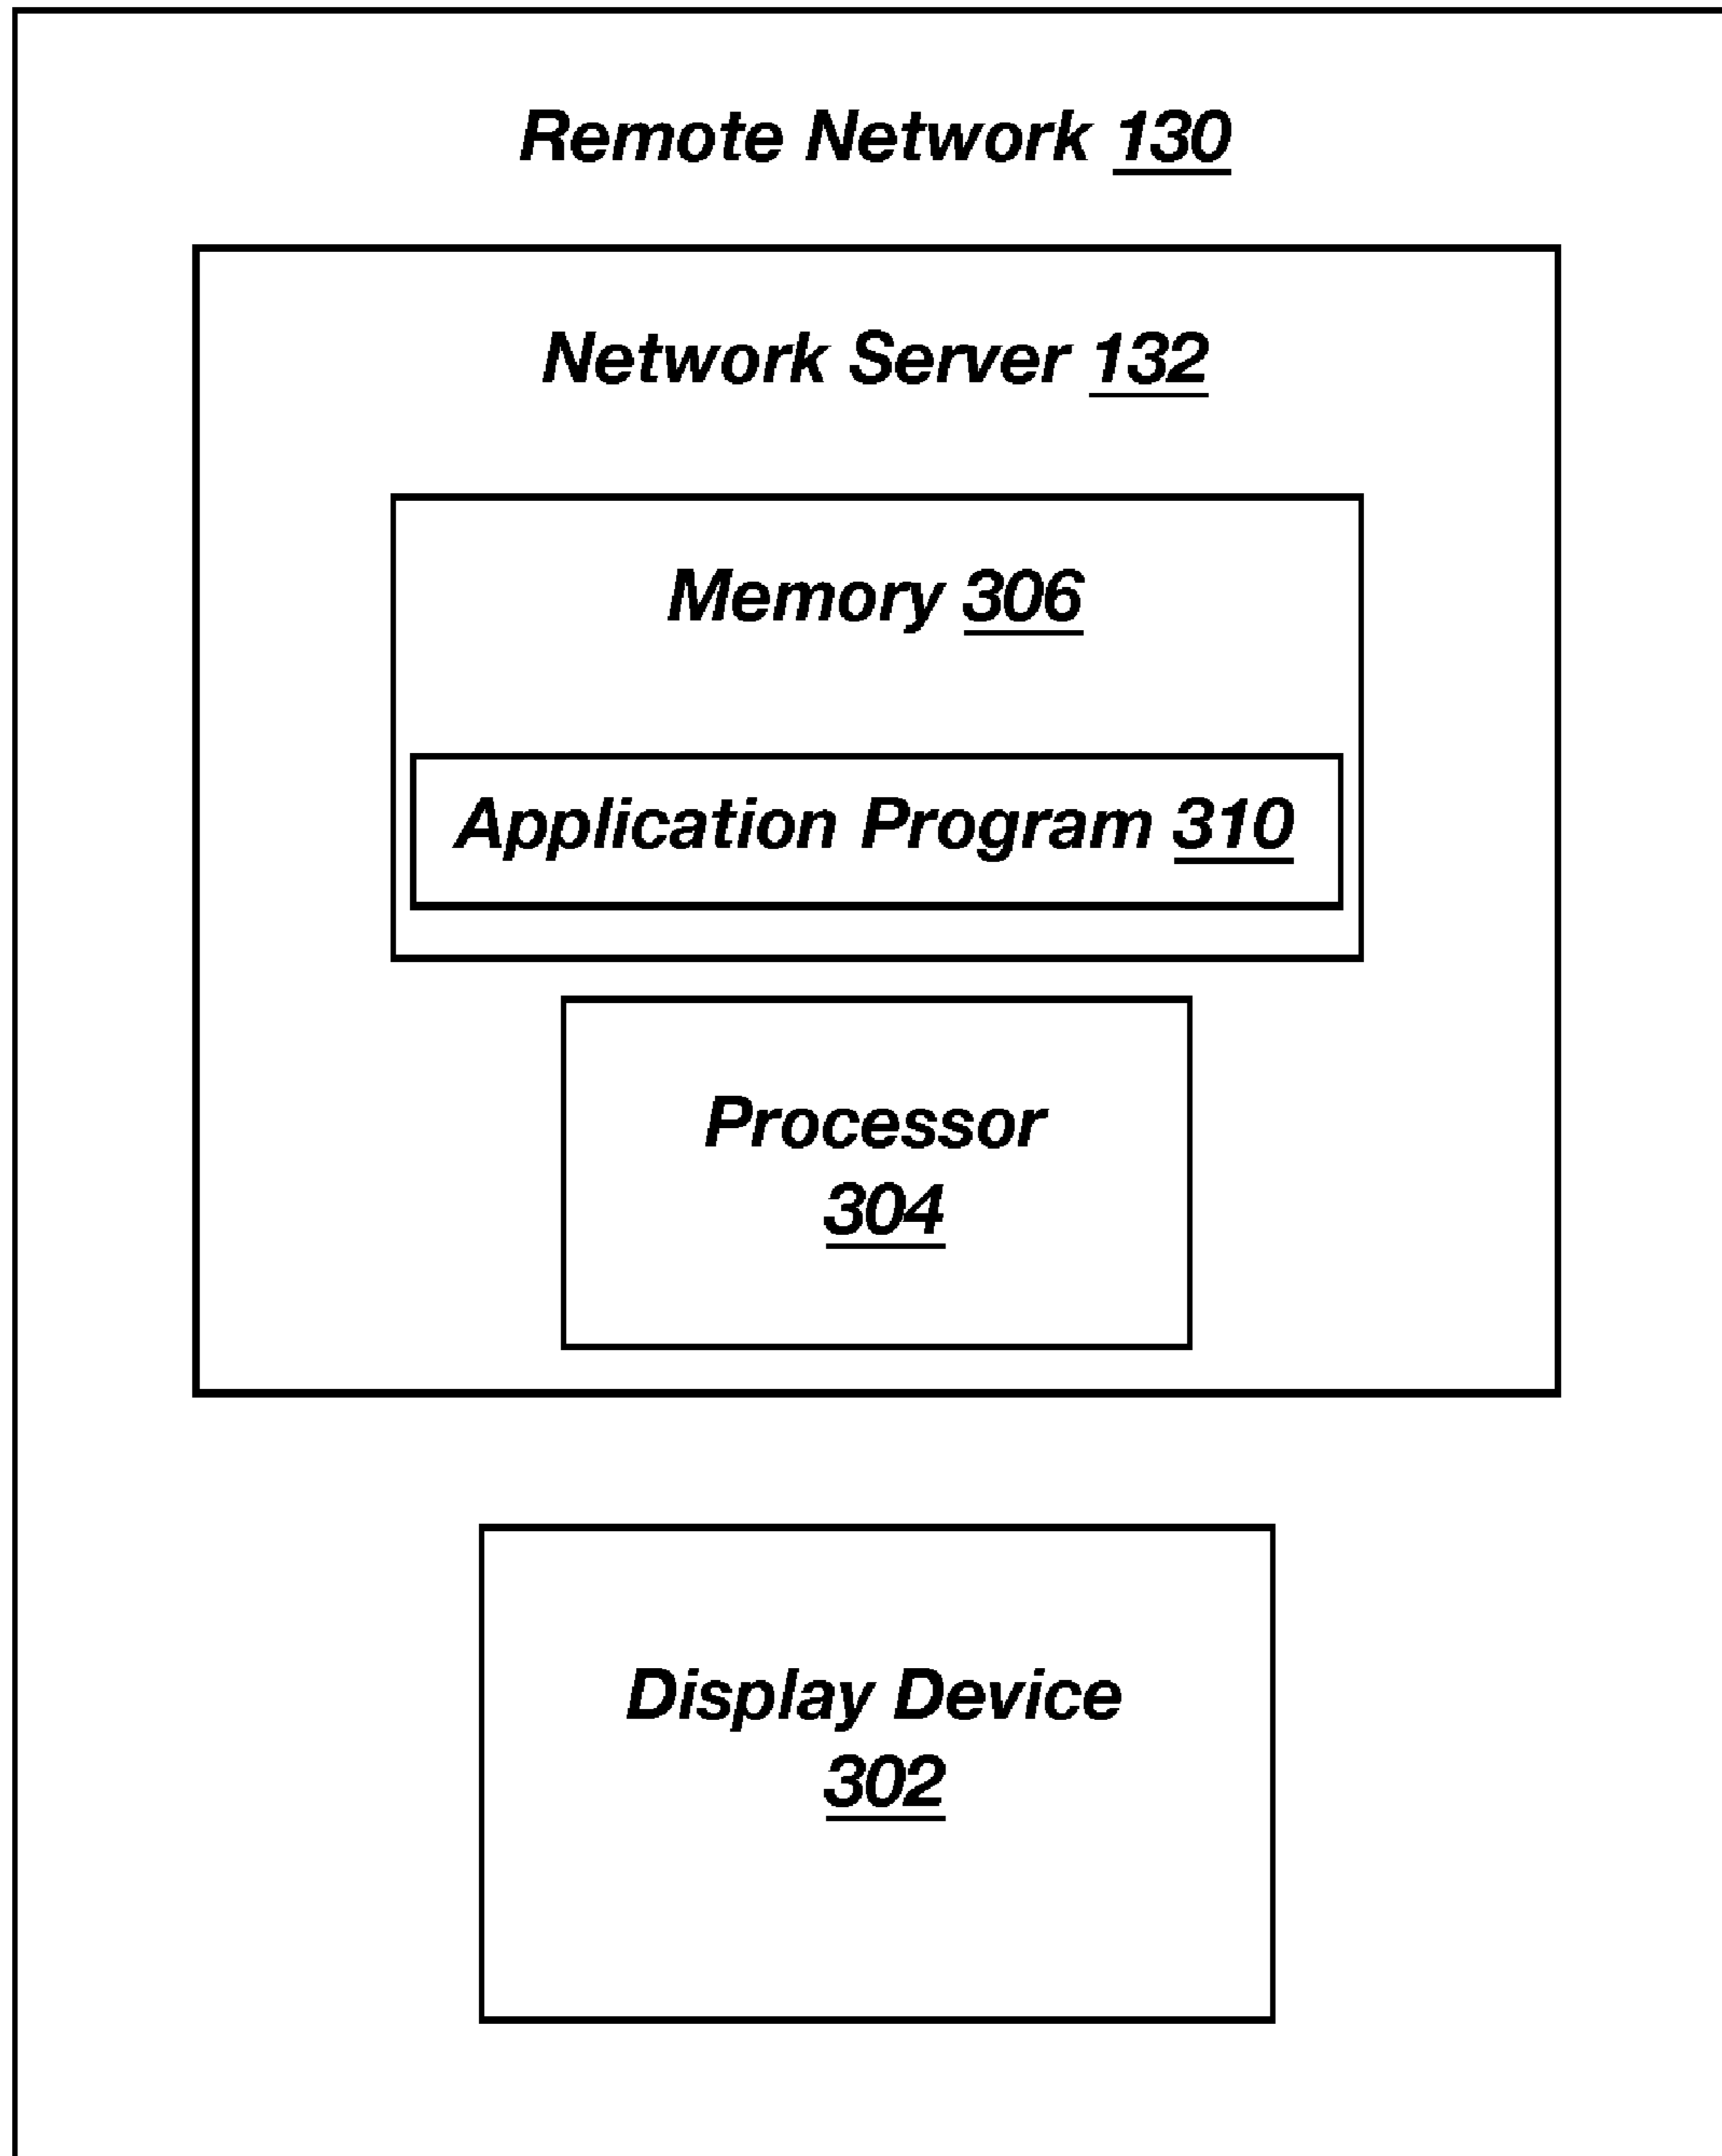 Remote Network 130
Network Server 132
Memory 306
Application Program 310
Processor
304
Display Device
302